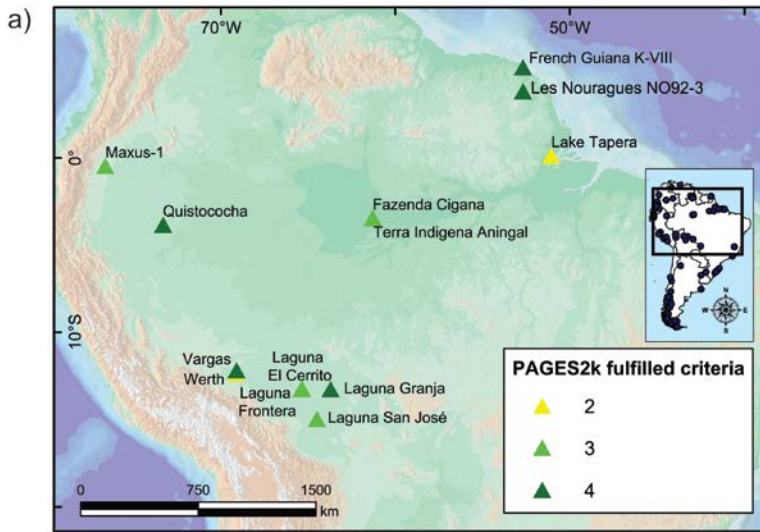 a)
70°W
50°W
French Guiana K-VIII
Les Nouragues NO92-3
Lake Tapera
Maxus-1
0°
Quistococha
Fazenda Cigana
Terra Indigena Aningal
N
W
E
S
10°S
Vargas
Werth
Laguna
El Cerrito
Laguna
Frontera
Laguna Granja
Laguna San José
PAGES2k fulfilled criteria
2
3
4
0
750
1500
km